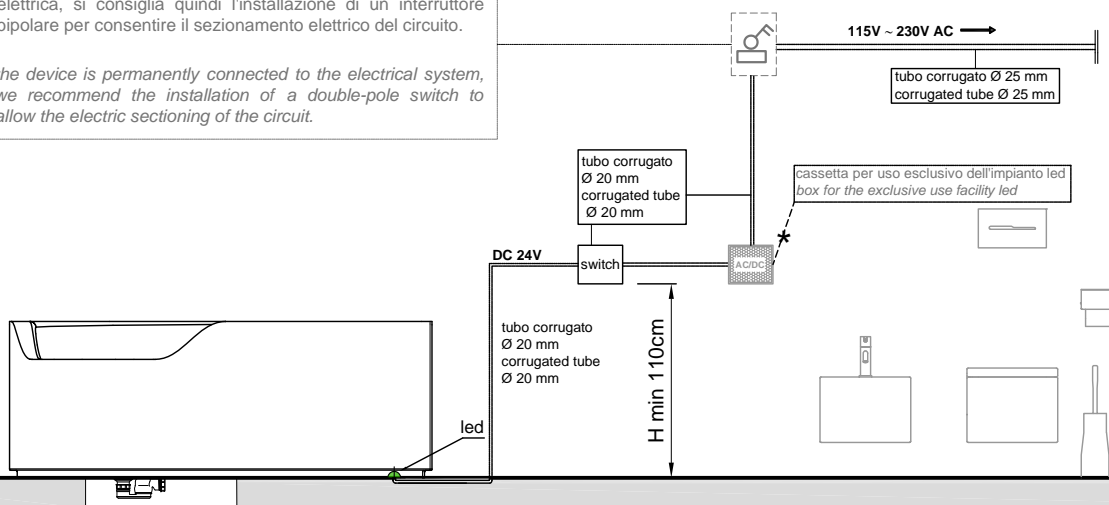 elettrica, si consiglia quindi l'installazione di un interruttore
bipolare per consentire il sezionamento elettrico del circuito.
the device is permanently connected to the electrical system,
we recommend the installation of a double-pole switch to
allow the electric sectioning of the circuit.
115V ~ 230V AC
tubo corrugato Ø 25 mm
corrugated tube Ø 25 mm
tubo corrugato
Ø 20 mm
corrugated tube
Ø 20 mm
cassetta per uso esclusivo dell'impianto led
box for the exclusive use facility led
*
DC 24V
switch
AC/DC
tubo corrugato
Ø 20 mm
corrugated tube
Ø 20 mm
H min 110cm
led